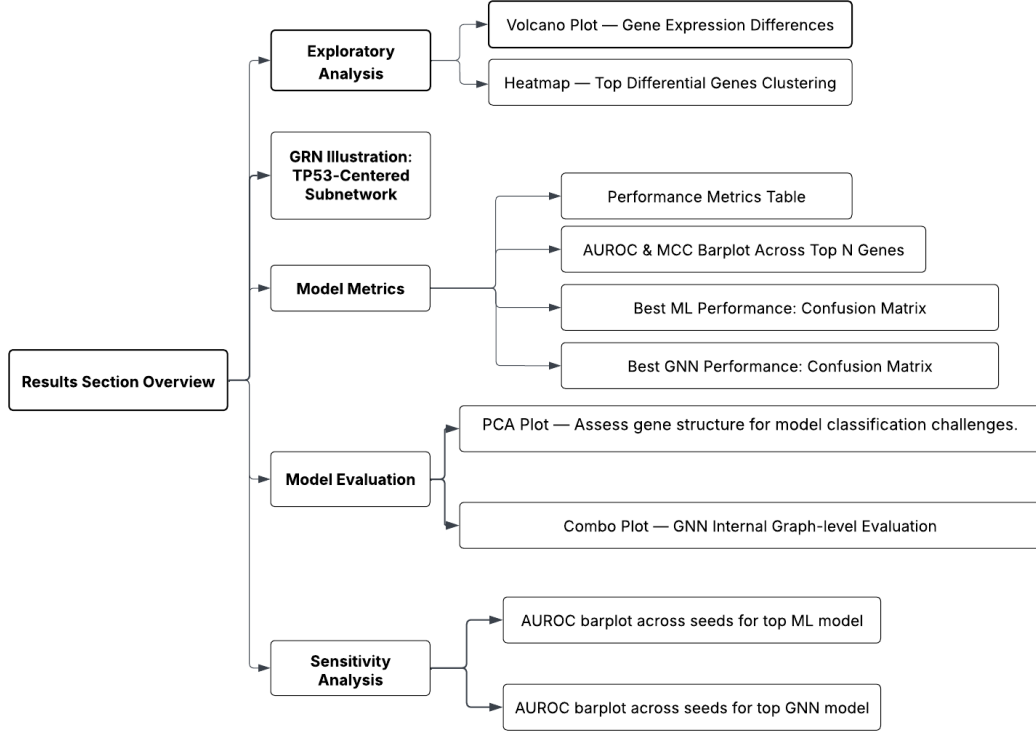 Results Section Overview
Exploratory
Analysis
Volcano Plot — Gene Expression Differences
Heatmap — Top Differential Genes Clustering
GRN Illustration:
TP53-Centered
Subnetwork
Model Metrics
Performance Metrics Table
AUROC & MCC Barplot Across Top N Genes
Best ML Performance: Confusion Matrix
Best GNN Performance: Confusion Matrix
Model Evaluation
PCA Plot — Assess gene structure for model classification challenges.
Combo Plot — GNN Internal Graph-level Evaluation
Sensitivity
Analysis
AUROC barplot across seeds for top ML model
AUROC barplot across seeds for top GNN model